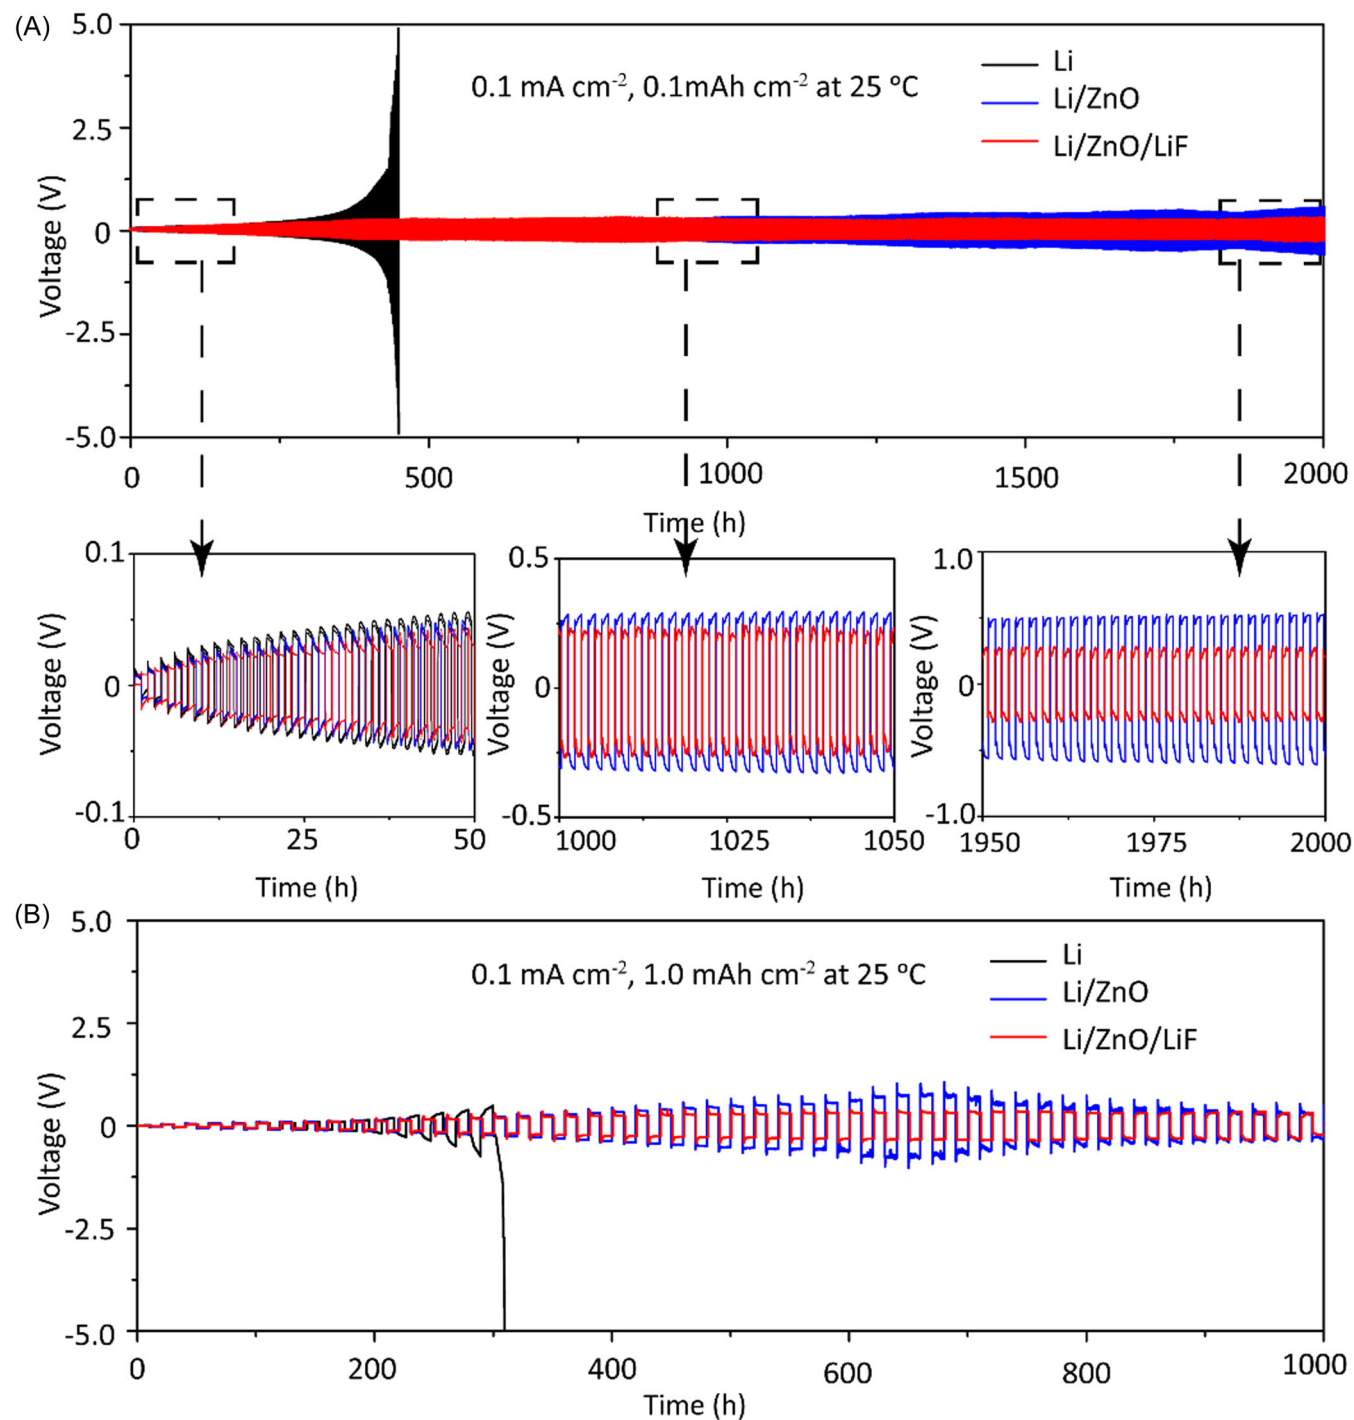 (A)
5.0
2.5
0
-2.5
-5.0
Voltage (V)
0.1 mA cm⁻², 0.1mAh cm⁻² at 25 °C
Li
Li/ZnO
Li/ZnO/LiF
0
500
1000
1500
2000
Time (h)
0.1
0
-0.1
Voltage (V)
0
25
50
Time (h)
0.5
0
-0.5
Voltage (V)
1000
1025
1050
Time (h)
1.0
0
-1.0
Voltage (V)
1950
1975
2000
Time (h)
(B)
5.0
2.5
0
-2.5
-5.0
Voltage (V)
0.1 mA cm⁻², 1.0 mAh cm⁻² at 25 °C
Li
Li/ZnO
Li/ZnO/LiF
0
200
400
600
800
1000
Time (h)